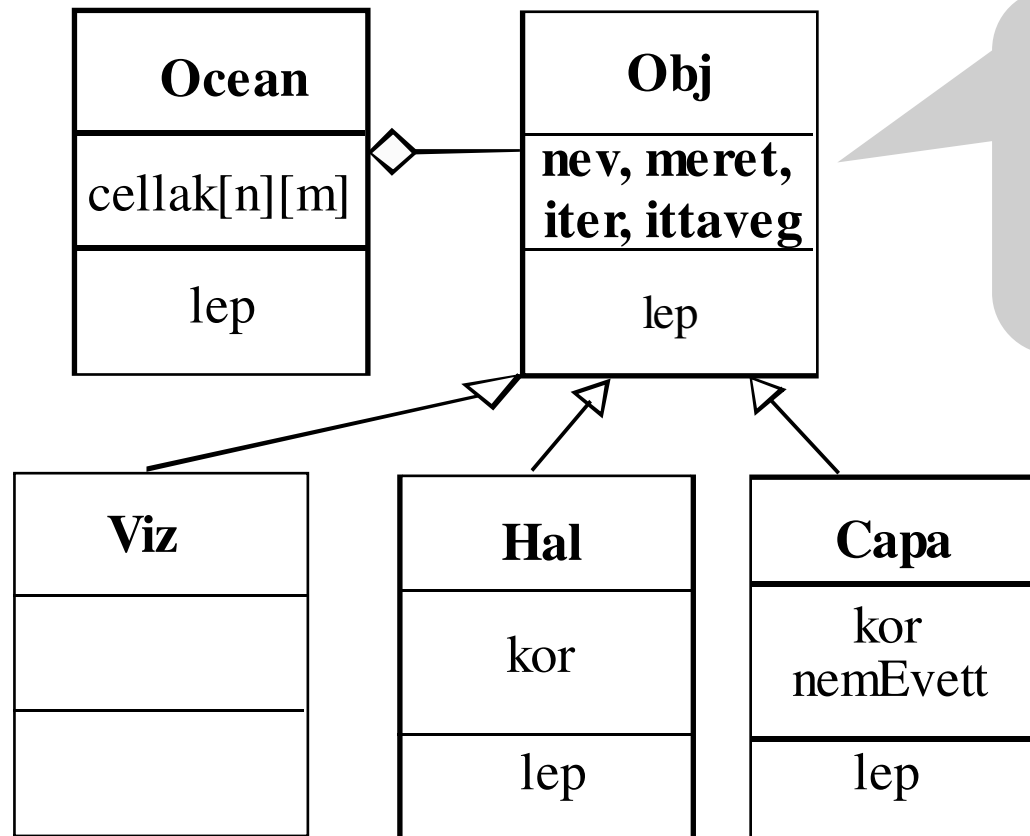 Ocean
cellak[n][m]
lep
Obj
nev, meret,
iter, ittaveg
lep
Viz
Hal
kor
lep
Capa
kor
nemEvett
lep